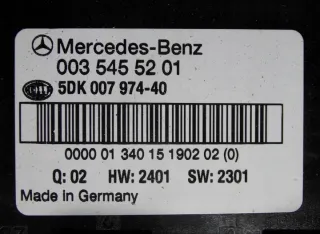 Mercedes-Benz
003 545 52 01
5DK 007 974-40
0000 01 340 15 1902 02 (0)
Q: 02 HW: 2401 SW: 2301
Made in Germany